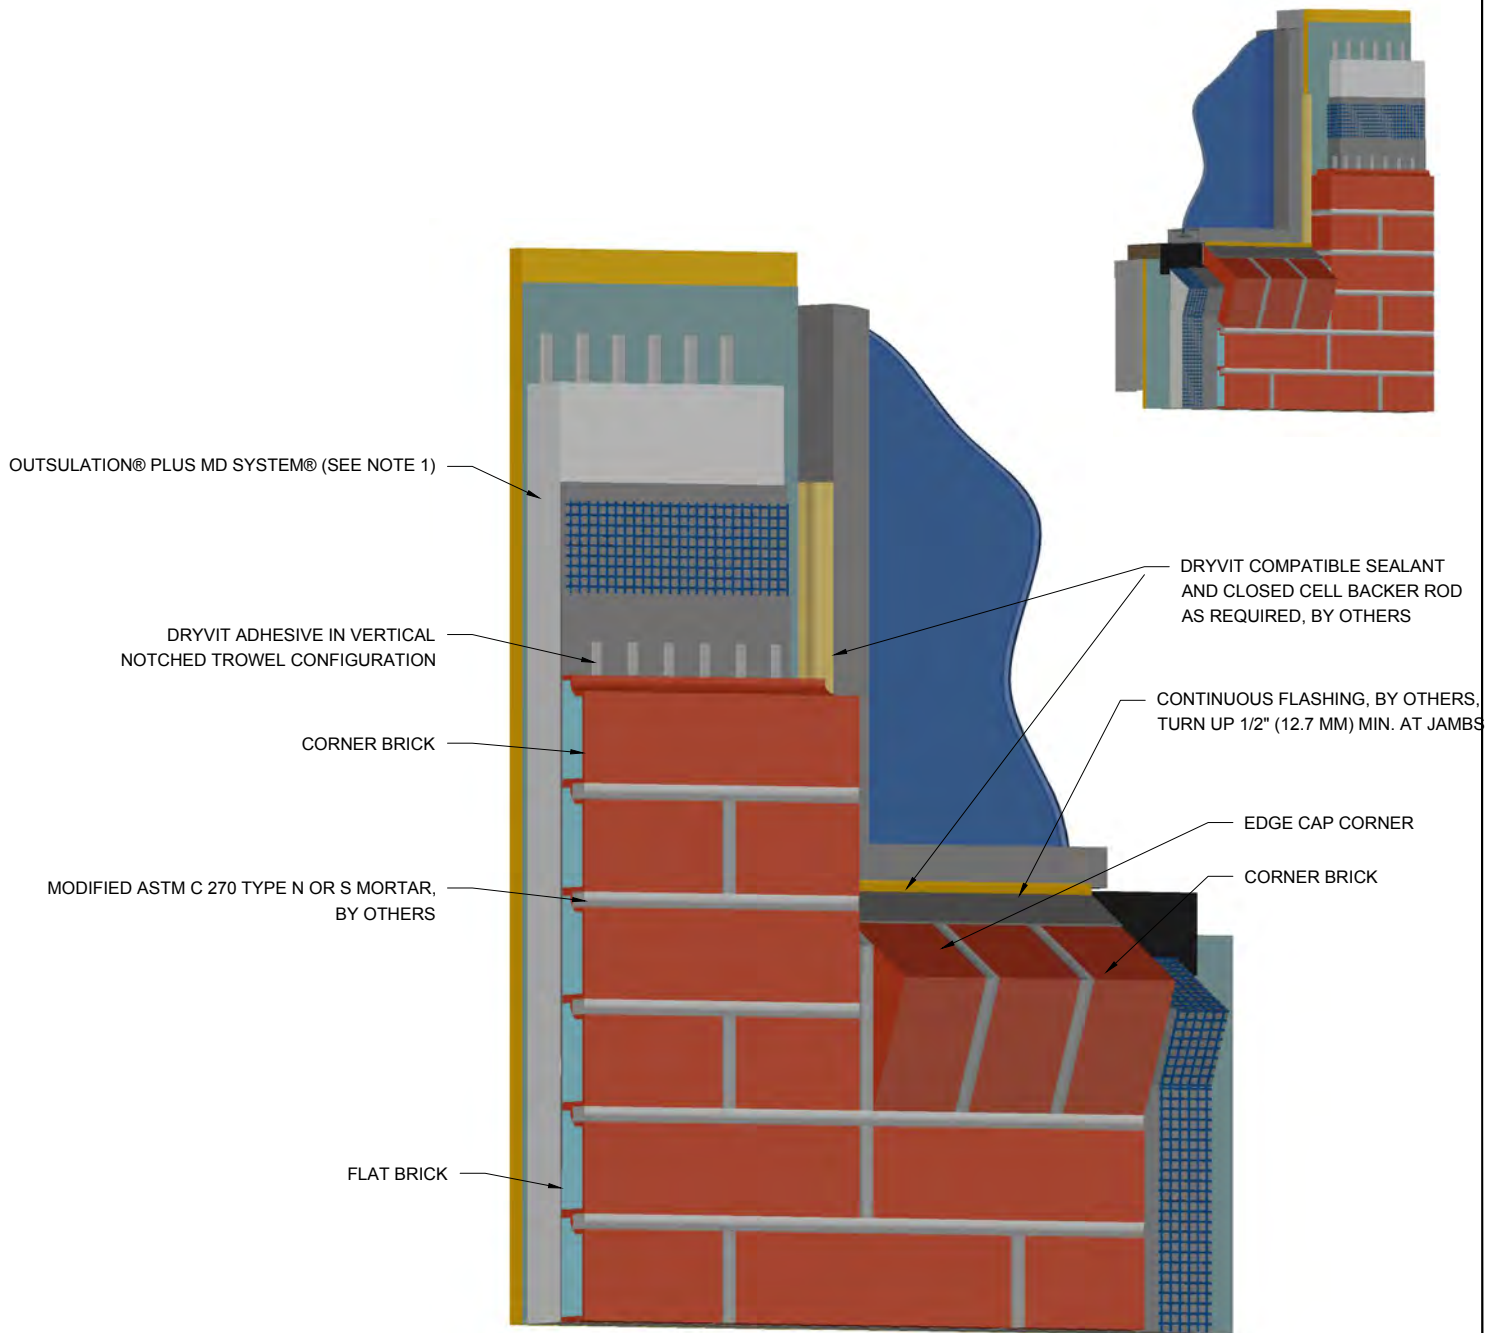 OUTSULATION® PLUS MD SYSTEM® (SEE NOTE 1)
DRYVIT ADHESIVE IN VERTICAL
NOTCHED TROWEL CONFIGURATION
CORNER BRICK
MODIFIED ASTM C 270 TYPE N OR S MORTAR,
BY OTHERS
FLAT BRICK
DRYVIT COMPATIBLE SEALANT
AND CLOSED CELL BACKER ROD
AS REQUIRED, BY OTHERS
CONTINUOUS FLASHING, BY OTHERS,
TURN UP 1/2" (12.7 MM) MIN. AT JAMBS
EDGE CAP CORNER
CORNER BRICK